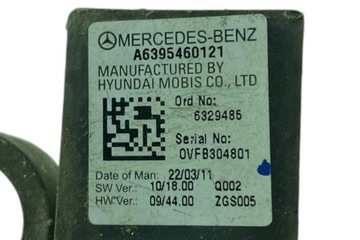 MERCEDES-BENZ
A6395460121
MANUFACTURED BY
HYUNDAI MOBIS CO., LTD
Ord No:
6329485
Serial No:
0VFB304801
Date of Man: 22/03/11
SW Ver.: 10/18.00 Q002
HW Ver.: 09/44.00 ZGS005